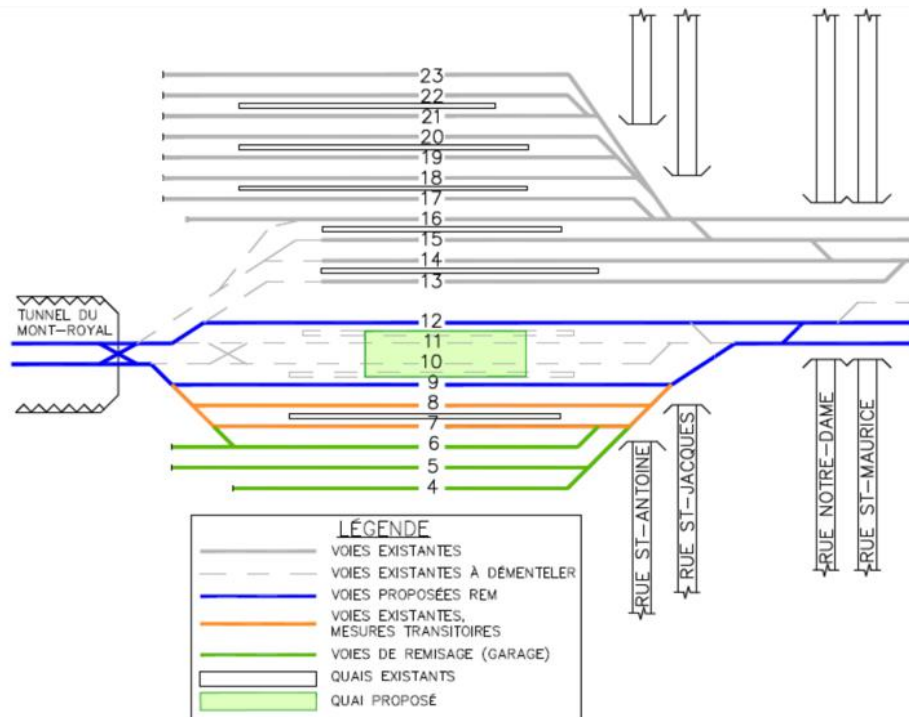 23
22
21
20
19
18
17
16
15
14
13
TUNNEL DU
MONT-ROYAL
12
11
10
9
8
7
6
5
4
RUE ST-ANTOINE
RUE ST-JACQUES
RUE NOTRE-DAME
RUE ST-MAURICE
LÉGENDE
VOIES EXISTANTES
VOIES EXISTANTES À DÉMENTELER
VOIES PROPOSÉES REM
VOIES EXISTANTES,
MESURES TRANSITOIRES
VOIES DE REMISAGE (GARAGE)
QUAIS EXISTANTS
QUAI PROPOSÉ